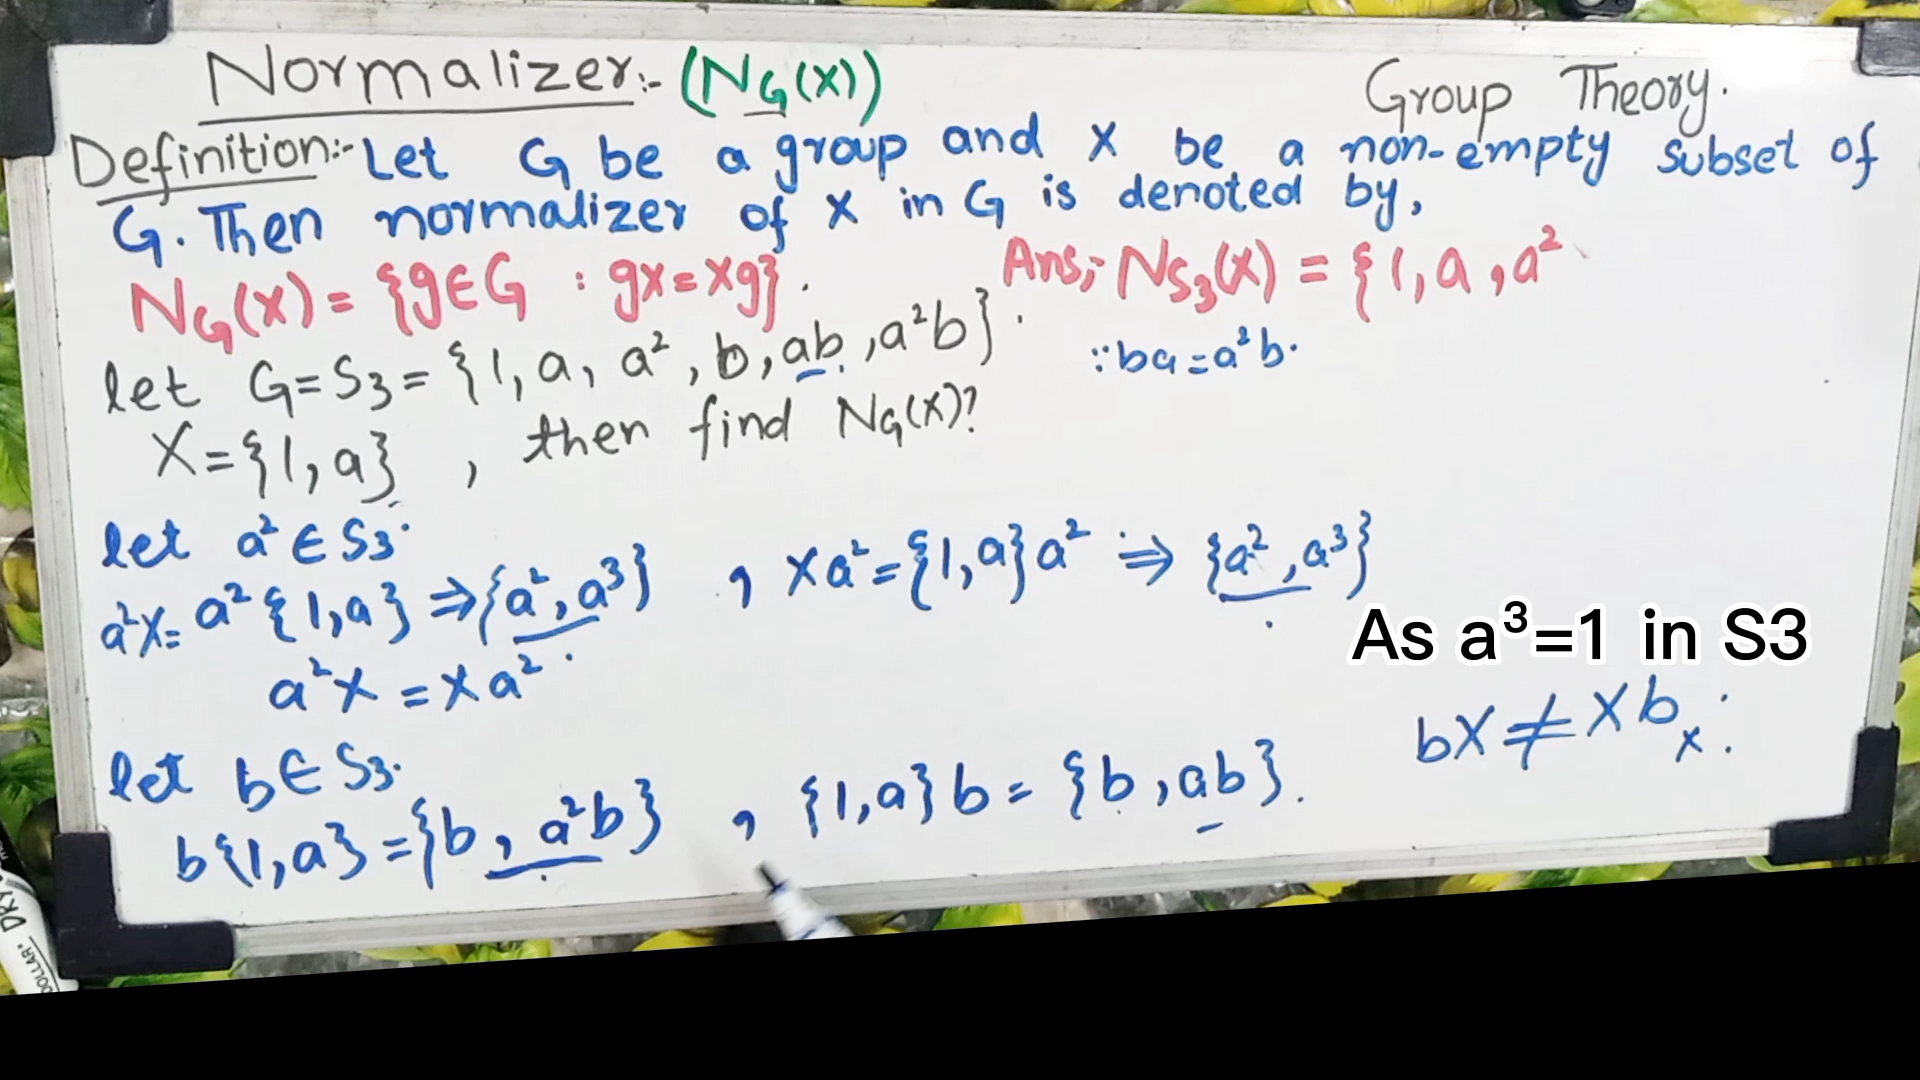 Normalizer:- (N_G(X))
Group Theory.
Definition:- Let G be a group and X be a non-empty subset of
G. Then normalizer of X in G is denoted by,
N_G(X) = {g∈G : gX = Xg}.
Ans;- N_S₃(X) = {1, a, a²
let G = S₃ = {1, a, a², b, ab, a²b}.
∵ ba = a²b.
X = {1, a} , then find N_G(X)?
let a² ∈ S₃.
a²X = a²{1, a} ⇒ {a², a³} , Xa² = {1, a}a² ⇒ {a², a³}
As a³=1 in S3
a²X = Xa².
bX ≠ Xb ₓ :
let b ∈ S₃.
b{1, a} = {b, a²b} , {1, a}b = {b, ab}.
DOLLAR